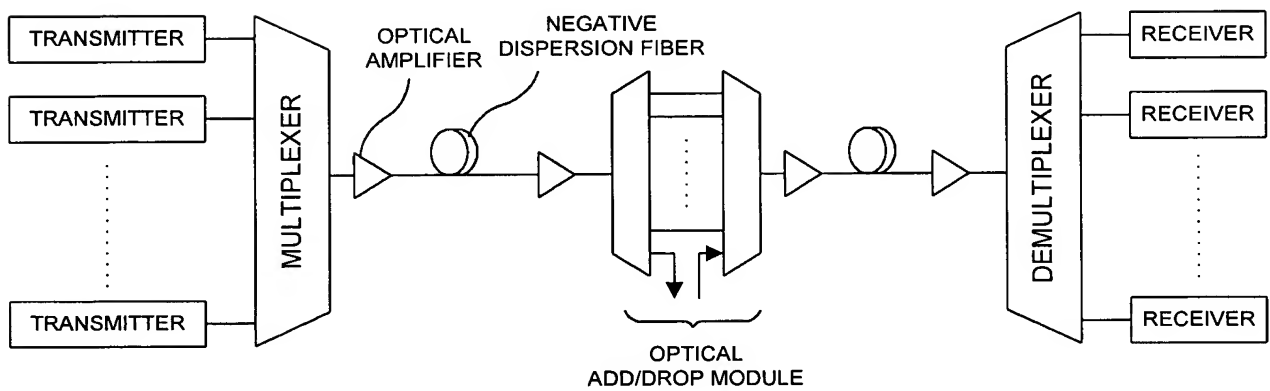 TRANSMITTER
TRANSMITTER
TRANSMITTER
MULTIPLEXER
OPTICAL
AMPLIFIER
NEGATIVE
DISPERSION FIBER
OPTICAL
ADD/DROP MODULE
DEMULTIPLEXER
RECEIVER
RECEIVER
RECEIVER